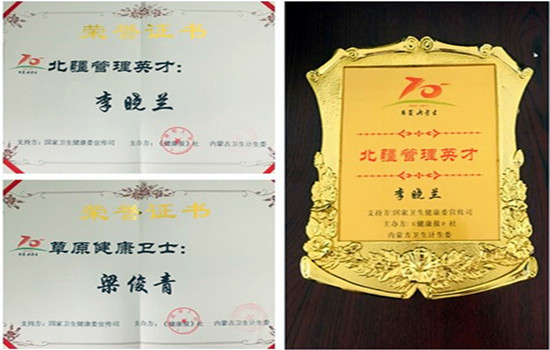 荣誉证书
70
北疆管理英才：
李晓兰
支持方：国家卫生健康委宣传司 主办方：《健康报》社 内蒙古卫生计生委
荣誉证书
70
草原健康卫士：
梁俊青
支持方：国家卫生健康委宣传司 主办方：《健康报》社 内蒙古卫生计生委
70
北疆管理英才
李晓兰
支持方：国家卫生健康委宣传司
主办方：《健康报》社
内蒙古卫生计生委